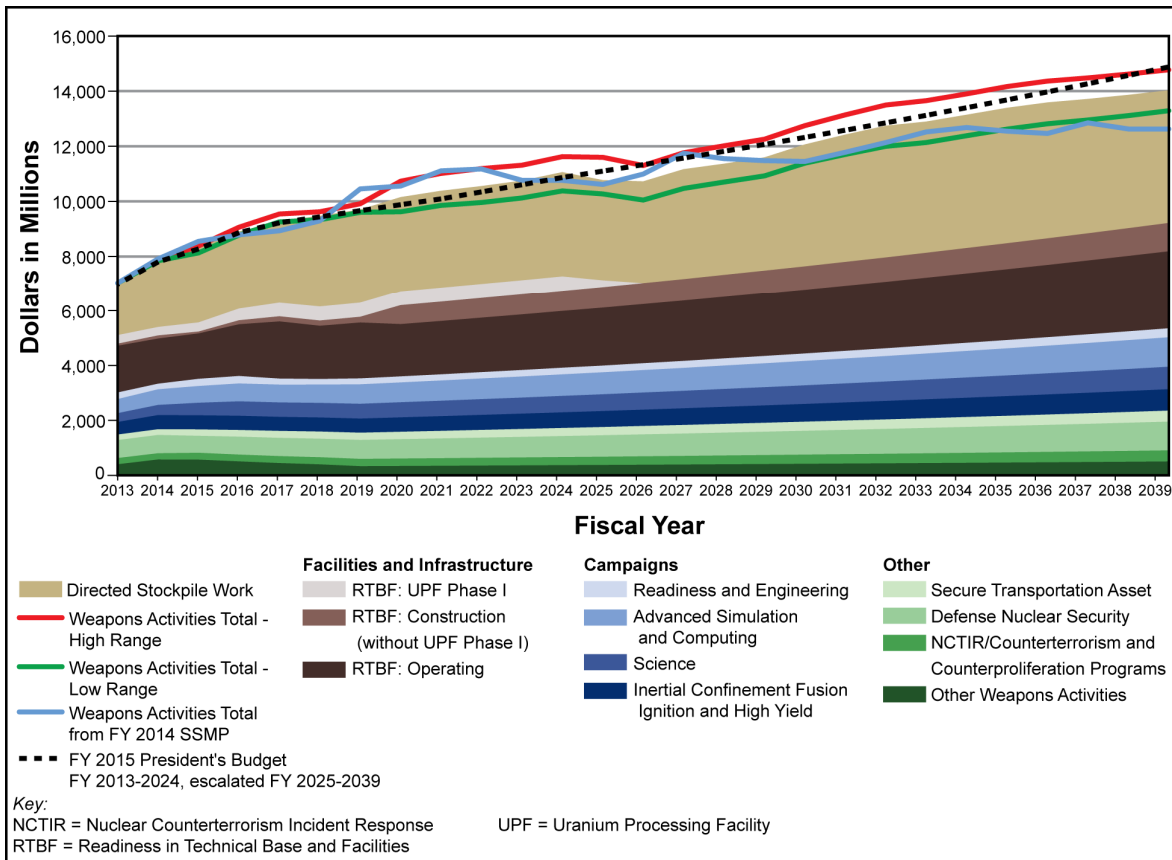 16,000
14,000
12,000
10,000
8,000
6,000
4,000
2,000
0
Dollars in Millions
2013 2014 2015 2016 2017 2018 2019 2020 2021 2022 2023 2024 2025 2026 2027 2028 2029 2030 2031 2032 2033 2034 2035 2036 2037 2038 2039
Fiscal Year
Directed Stockpile Work
Weapons Activities Total -
High Range
Weapons Activities Total -
Low Range
Weapons Activities Total
from FY 2014 SSMP
FY 2015 President's Budget
FY 2013-2024, escalated FY 2025-2039
Facilities and Infrastructure
RTBF: UPF Phase I
RTBF: Construction
(without UPF Phase I)
RTBF: Operating
Campaigns
Readiness and Engineering
Advanced Simulation
and Computing
Science
Inertial Confinement Fusion
Ignition and High Yield
Other
Secure Transportation Asset
Defense Nuclear Security
NCTIR/Counterterrorism and
Counterproliferation Programs
Other Weapons Activities
Key:
NCTIR = Nuclear Counterterrorism Incident Response UPF = Uranium Processing Facility
RTBF = Readiness in Technical Base and Facilities